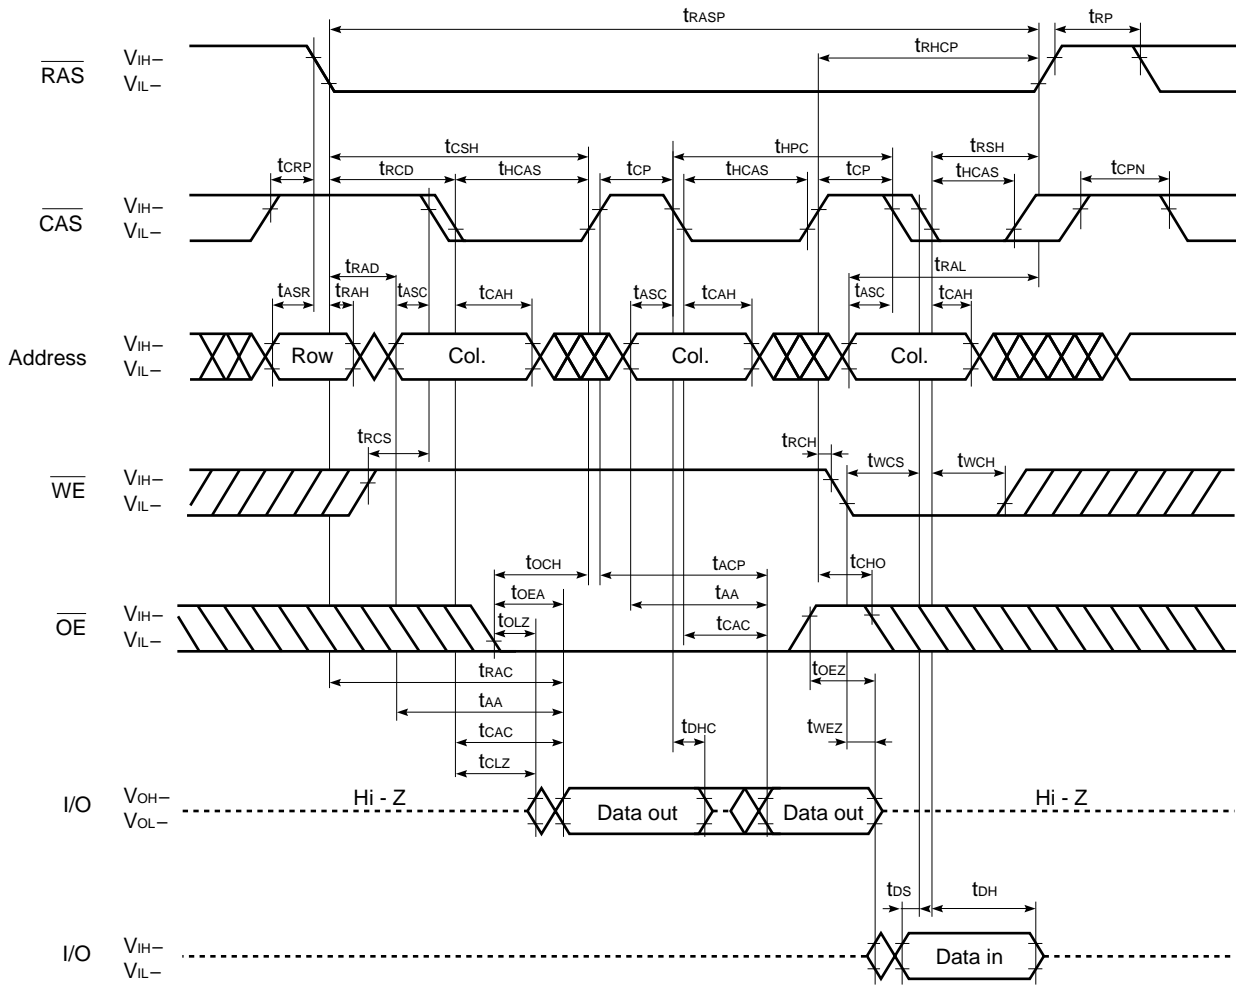 tRASP
tRP
tRHCP
RAS
VIH–
VIL–
tCSH
tHPC
tRSH
tCRP
tRCD
tHCAS
tCP
tHCAS
tCP
tHCAS
tCPN
CAS
VIH–
VIL–
tRAD
tRAL
tASR
tRAH
tASC
tCAH
tASC
tCAH
tASC
tCAH
Address
VIH–
VIL–
Row
Col.
Col.
Col.
tRCS
tRCH
tWCS
tWCH
WE
VIH–
VIL–
tOCH
tACP
tCHO
tOEA
tAA
tOLZ
tCAC
OE
VIH–
VIL–
tRAC
tOEZ
tAA
tCAC
tDHC
tWEZ
tCLZ
I/O
VOH–
VOL–
Hi - Z
Data out
Data out
Hi - Z
tDS
tDH
I/O
VIH–
VIL–
Data in